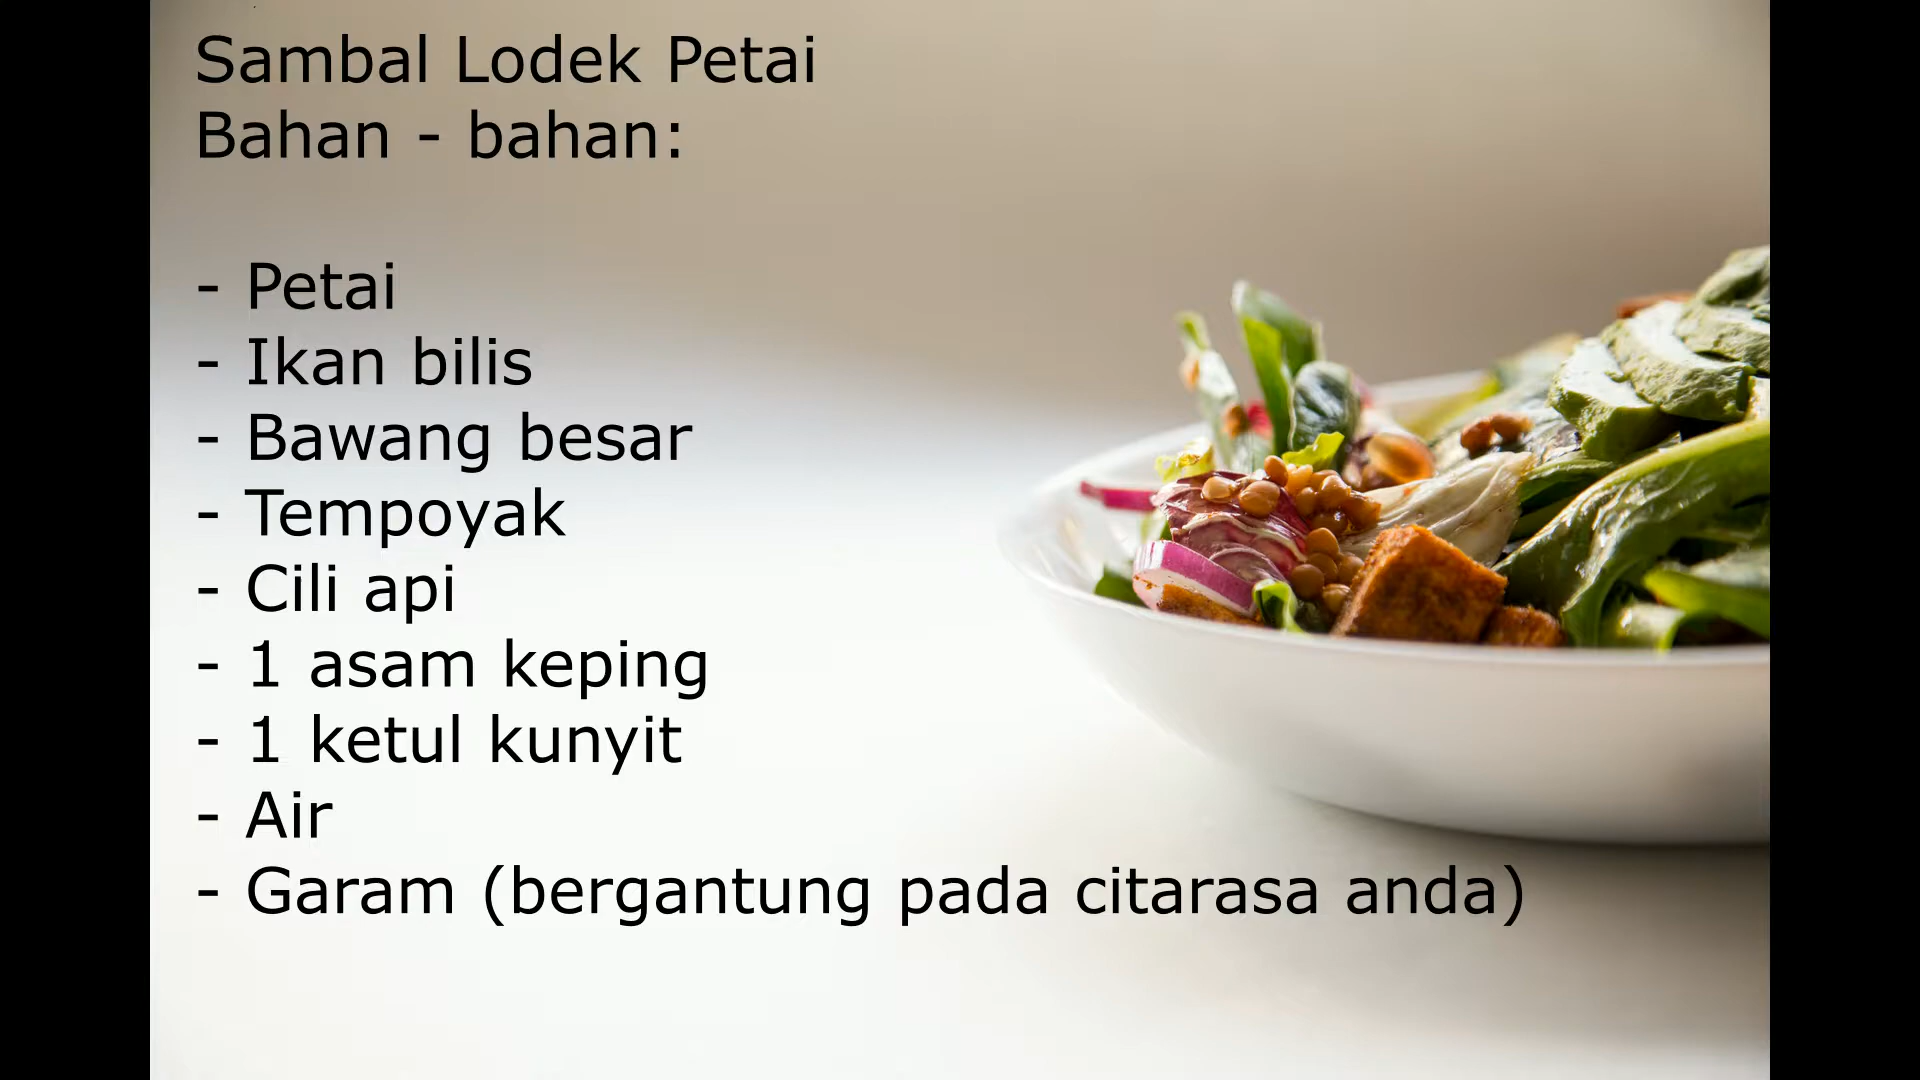 Sambal Lodek Petai
Bahan - bahan:
- Petai
- Ikan bilis
- Bawang besar
- Tempoyak
- Cili api
- 1 asam keping
- 1 ketul kunyit
- Air
- Garam (bergantung pada citarasa anda)